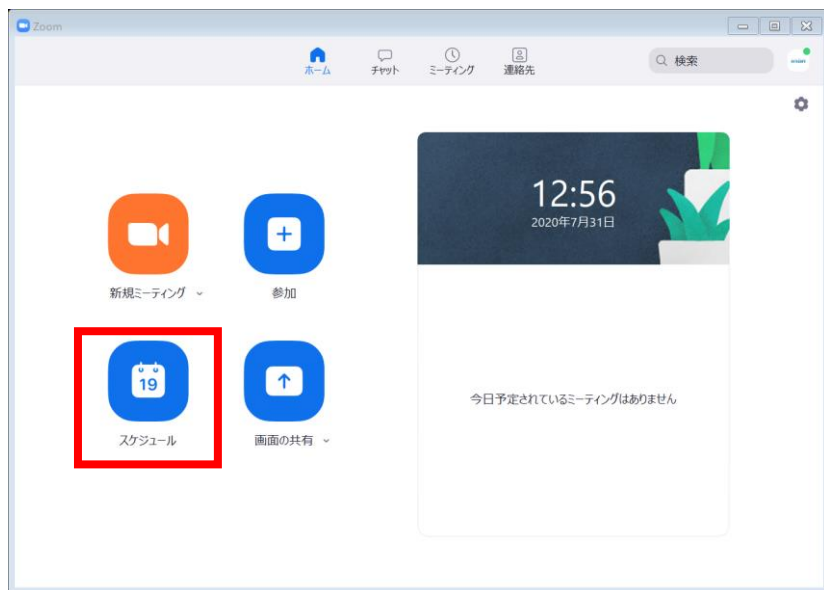 Zoom
ホーム
チャット
ミーティング
連絡先
検索
12:56
2020年7月31日
新規ミーティング
参加
19
スケジュール
画面の共有
今日予定されているミーティングはありません